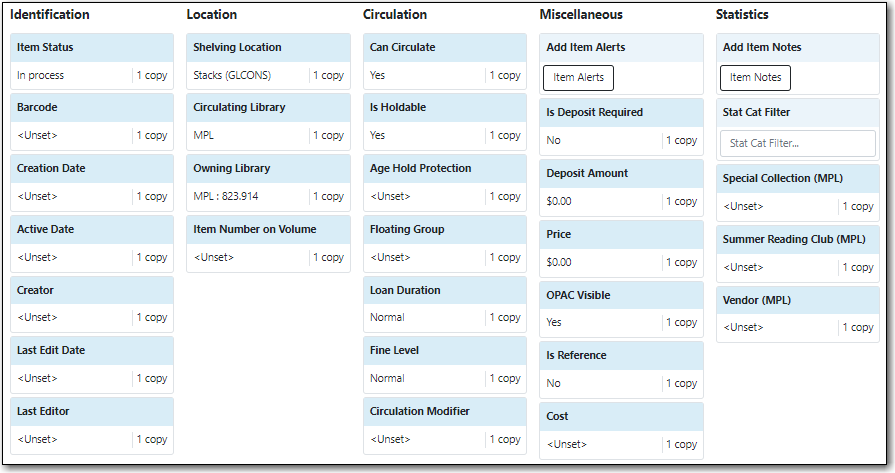 Identification
Item Status
In process 1 copy
Barcode
<Unset> 1 copy
Creation Date
<Unset> 1 copy
Active Date
<Unset> 1 copy
Creator
<Unset> 1 copy
Last Edit Date
<Unset> 1 copy
Last Editor
<Unset> 1 copy
Location
Shelving Location
Stacks (GLCONS) 1 copy
Circulating Library
MPL 1 copy
Owning Library
MPL : 823.914 1 copy
Item Number on Volume
<Unset> 1 copy
Circulation
Can Circulate
Yes 1 copy
Is Holdable
Yes 1 copy
Age Hold Protection
<Unset> 1 copy
Floating Group
<Unset> 1 copy
Loan Duration
Normal 1 copy
Fine Level
Normal 1 copy
Circulation Modifier
<Unset> 1 copy
Miscellaneous
Add Item Alerts
Item Alerts
Is Deposit Required
No 1 copy
Deposit Amount
$0.00 1 copy
Price
$0.00 1 copy
OPAC Visible
Yes 1 copy
Is Reference
No 1 copy
Cost
<Unset> 1 copy
Statistics
Add Item Notes
Item Notes
Stat Cat Filter
Stat Cat Filter...
Special Collection (MPL)
<Unset> 1 copy
Summer Reading Club (MPL)
<Unset> 1 copy
Vendor (MPL)
<Unset> 1 copy